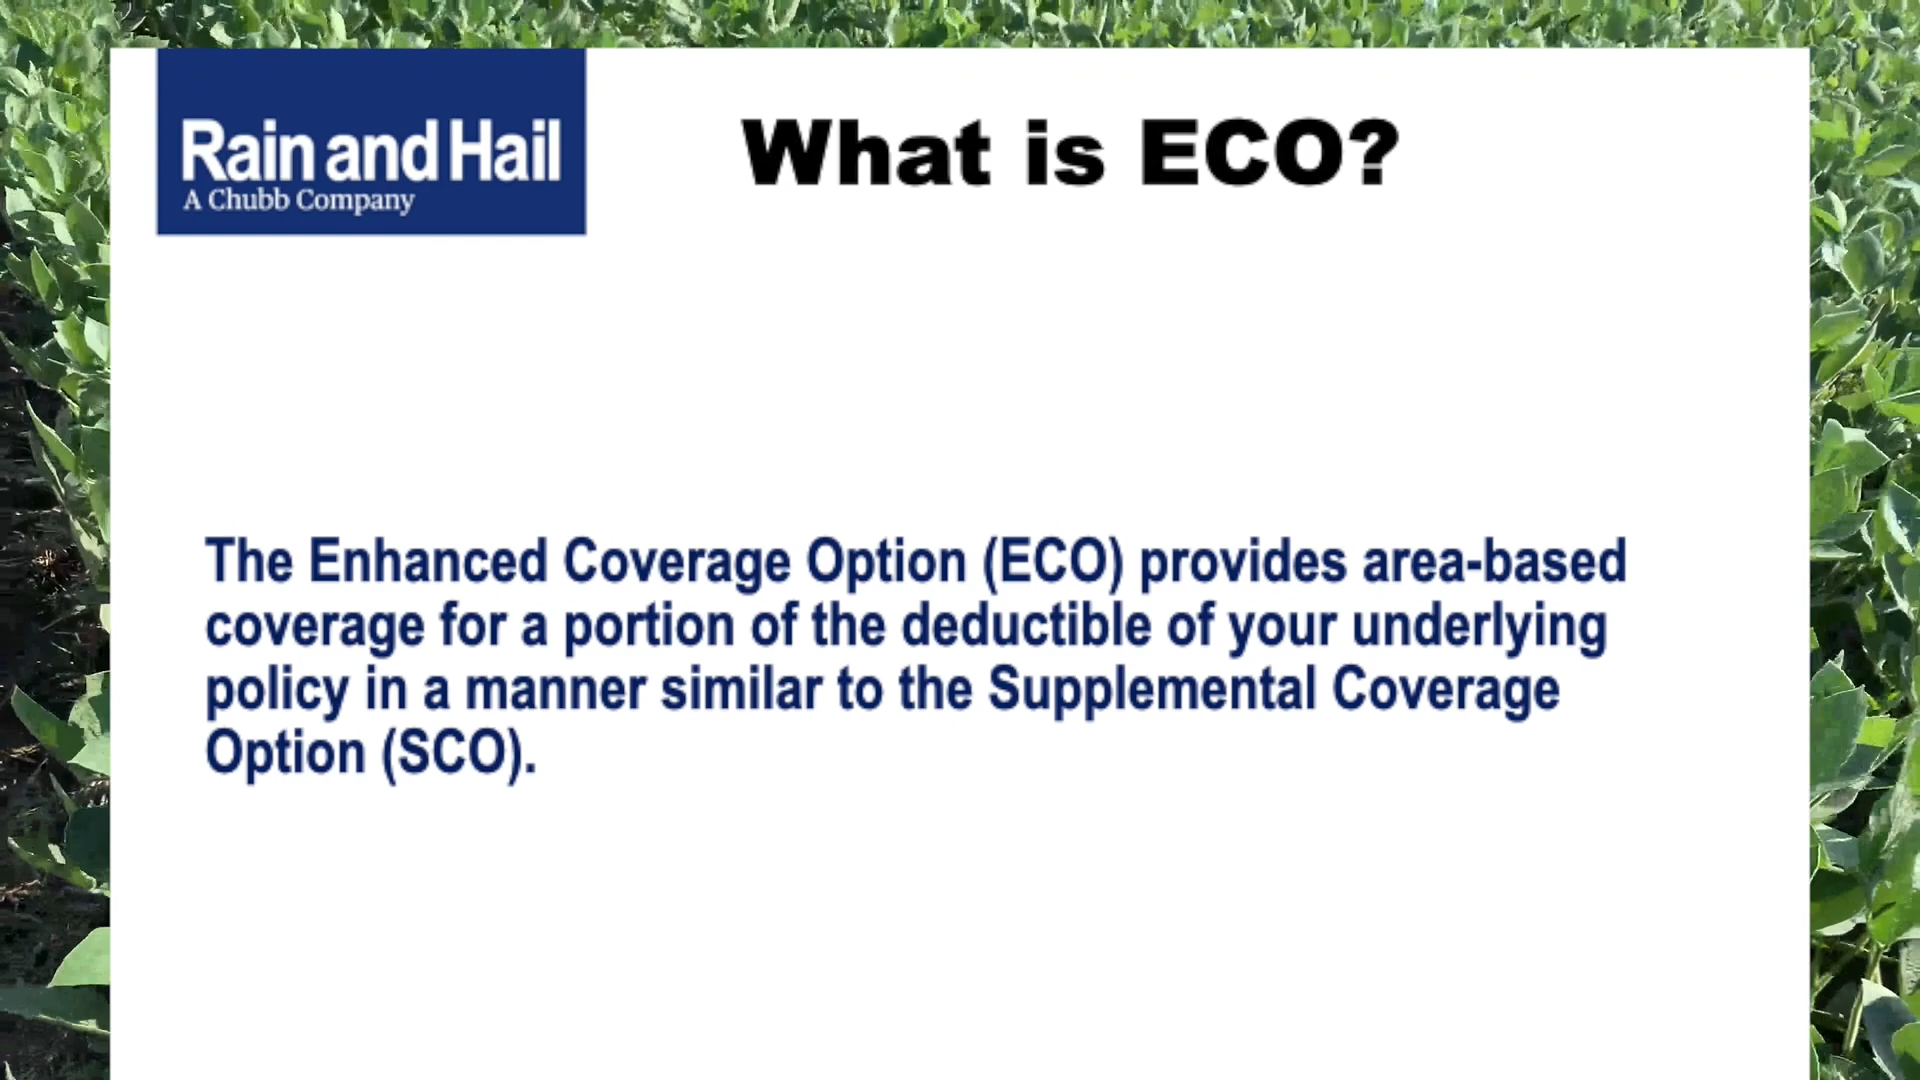 Rain and Hail
A Chubb Company
What is ECO?
The Enhanced Coverage Option (ECO) provides area-based
coverage for a portion of the deductible of your underlying
policy in a manner similar to the Supplemental Coverage
Option (SCO).